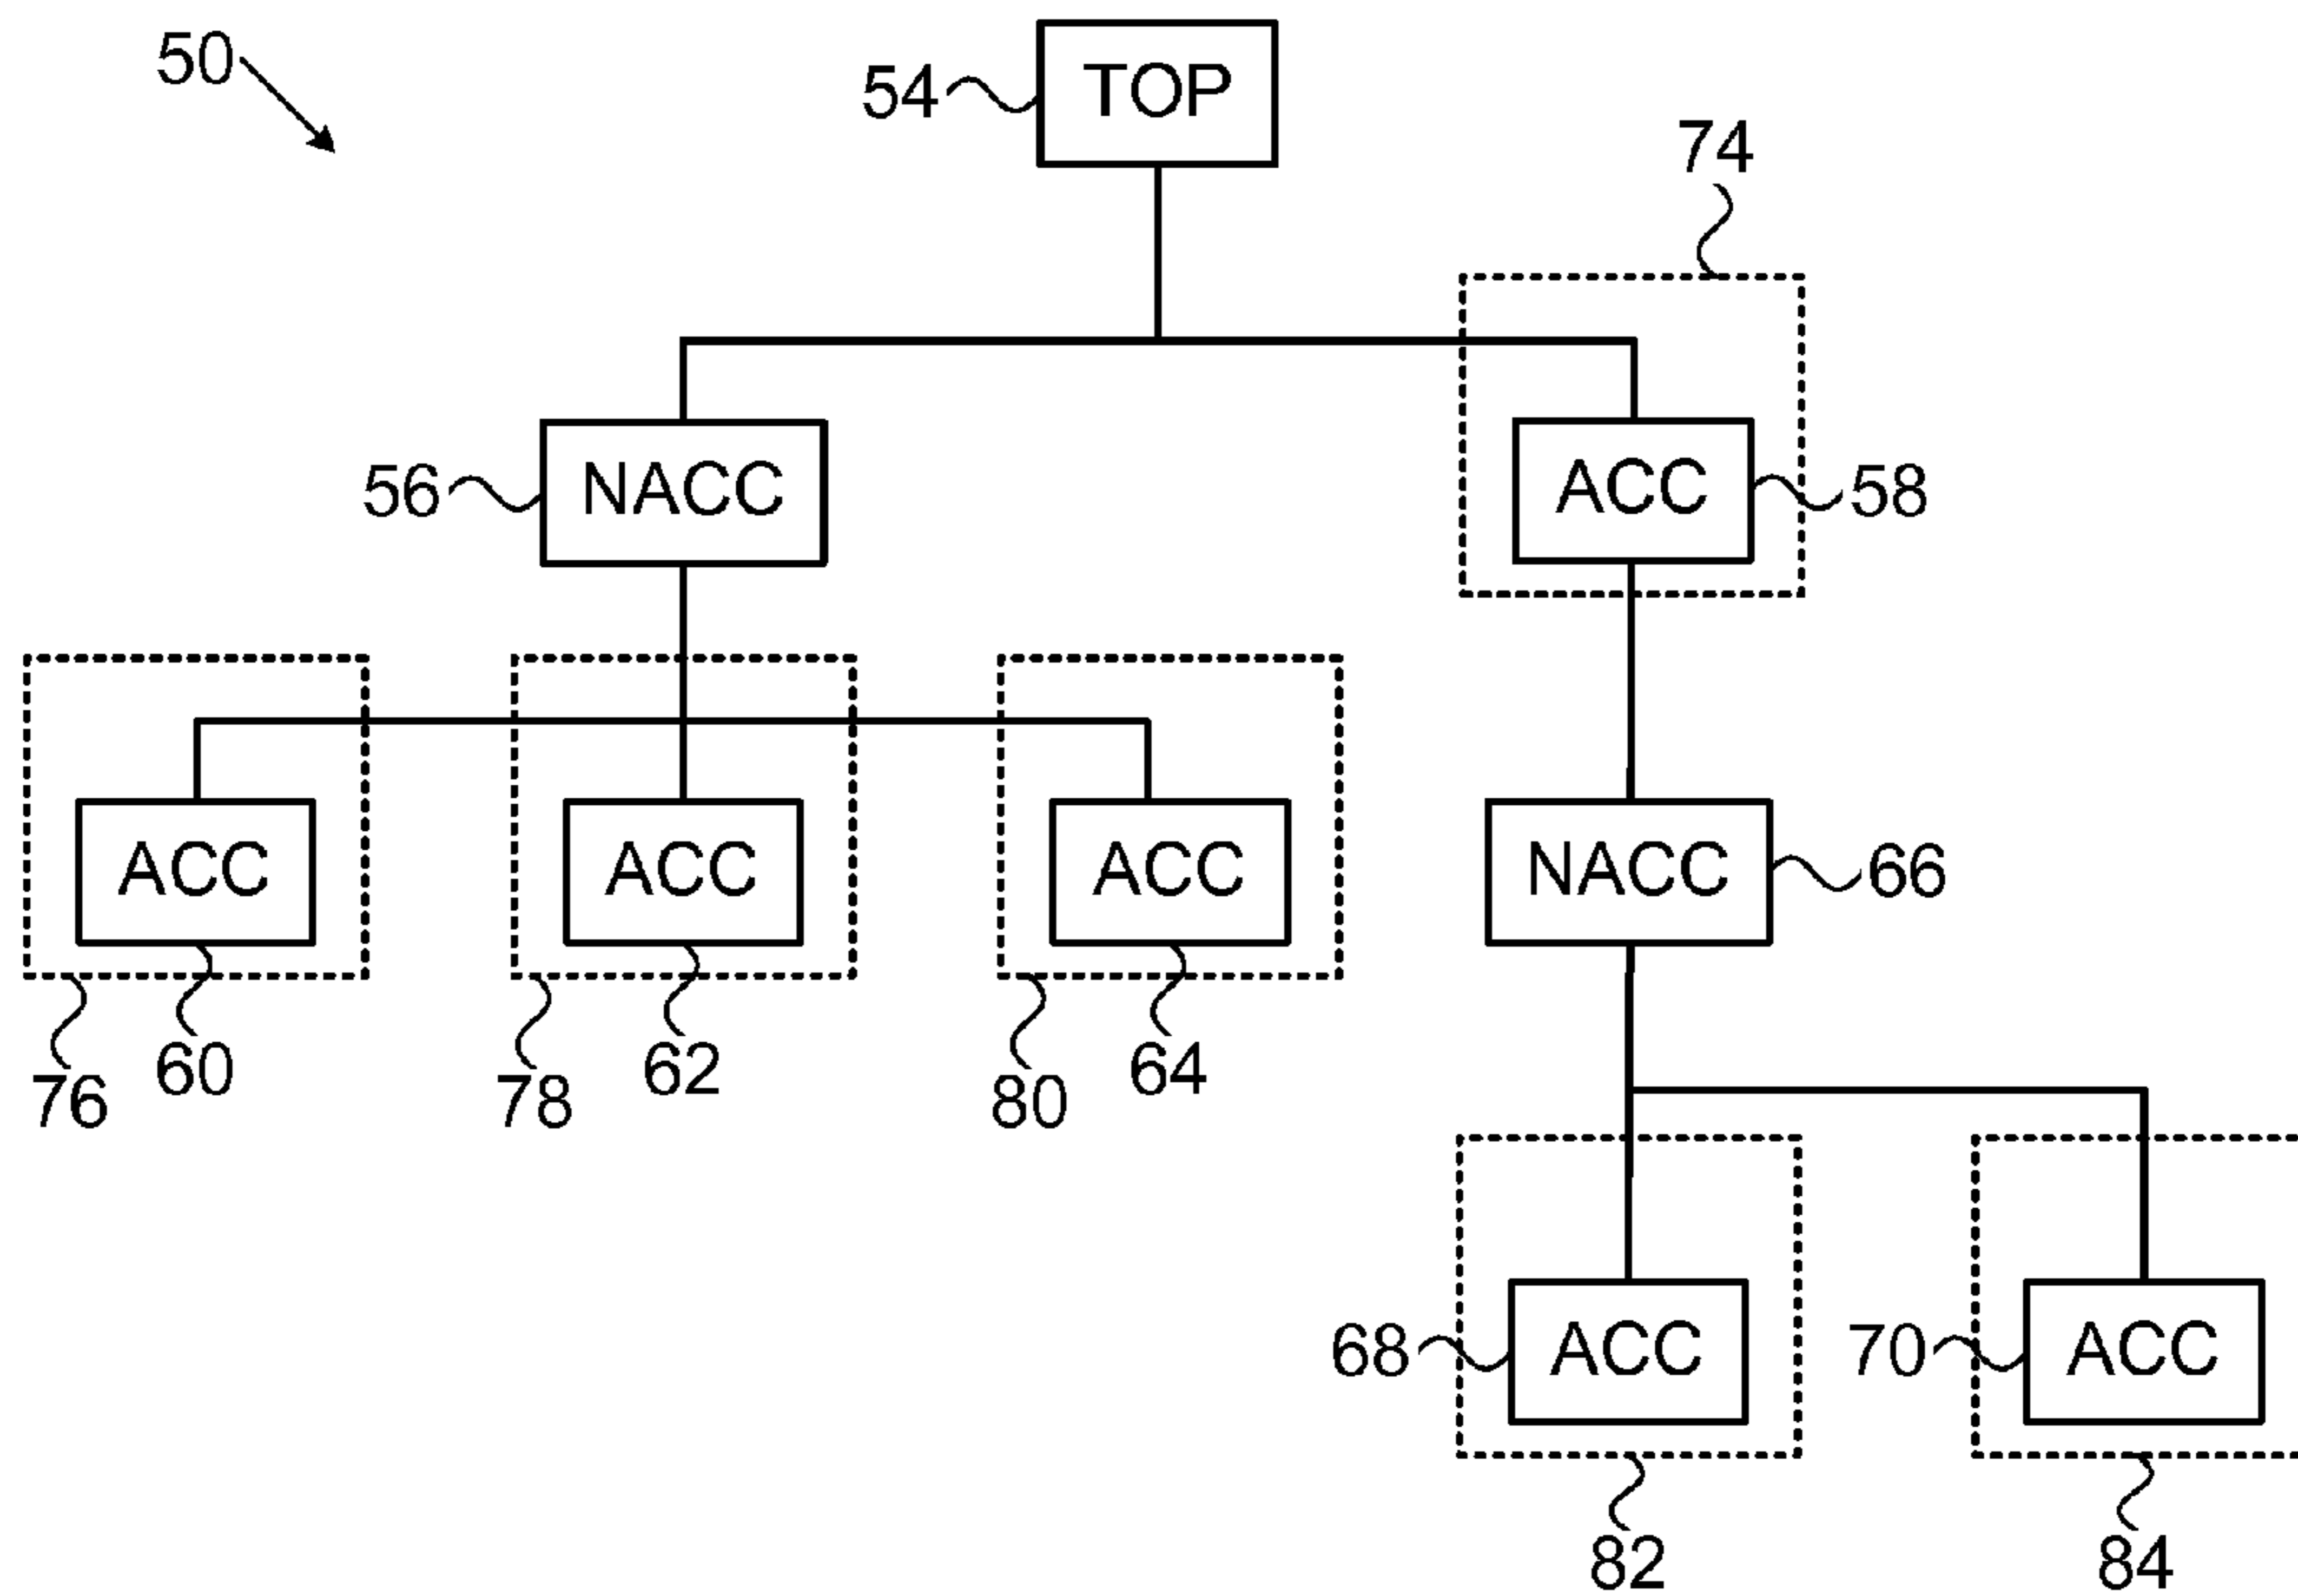 50
54 TOP
74
56 NACC
ACC 58
ACC
ACC
ACC
NACC 66
76 60 78 62 80 64
68 ACC
70 ACC
82
84